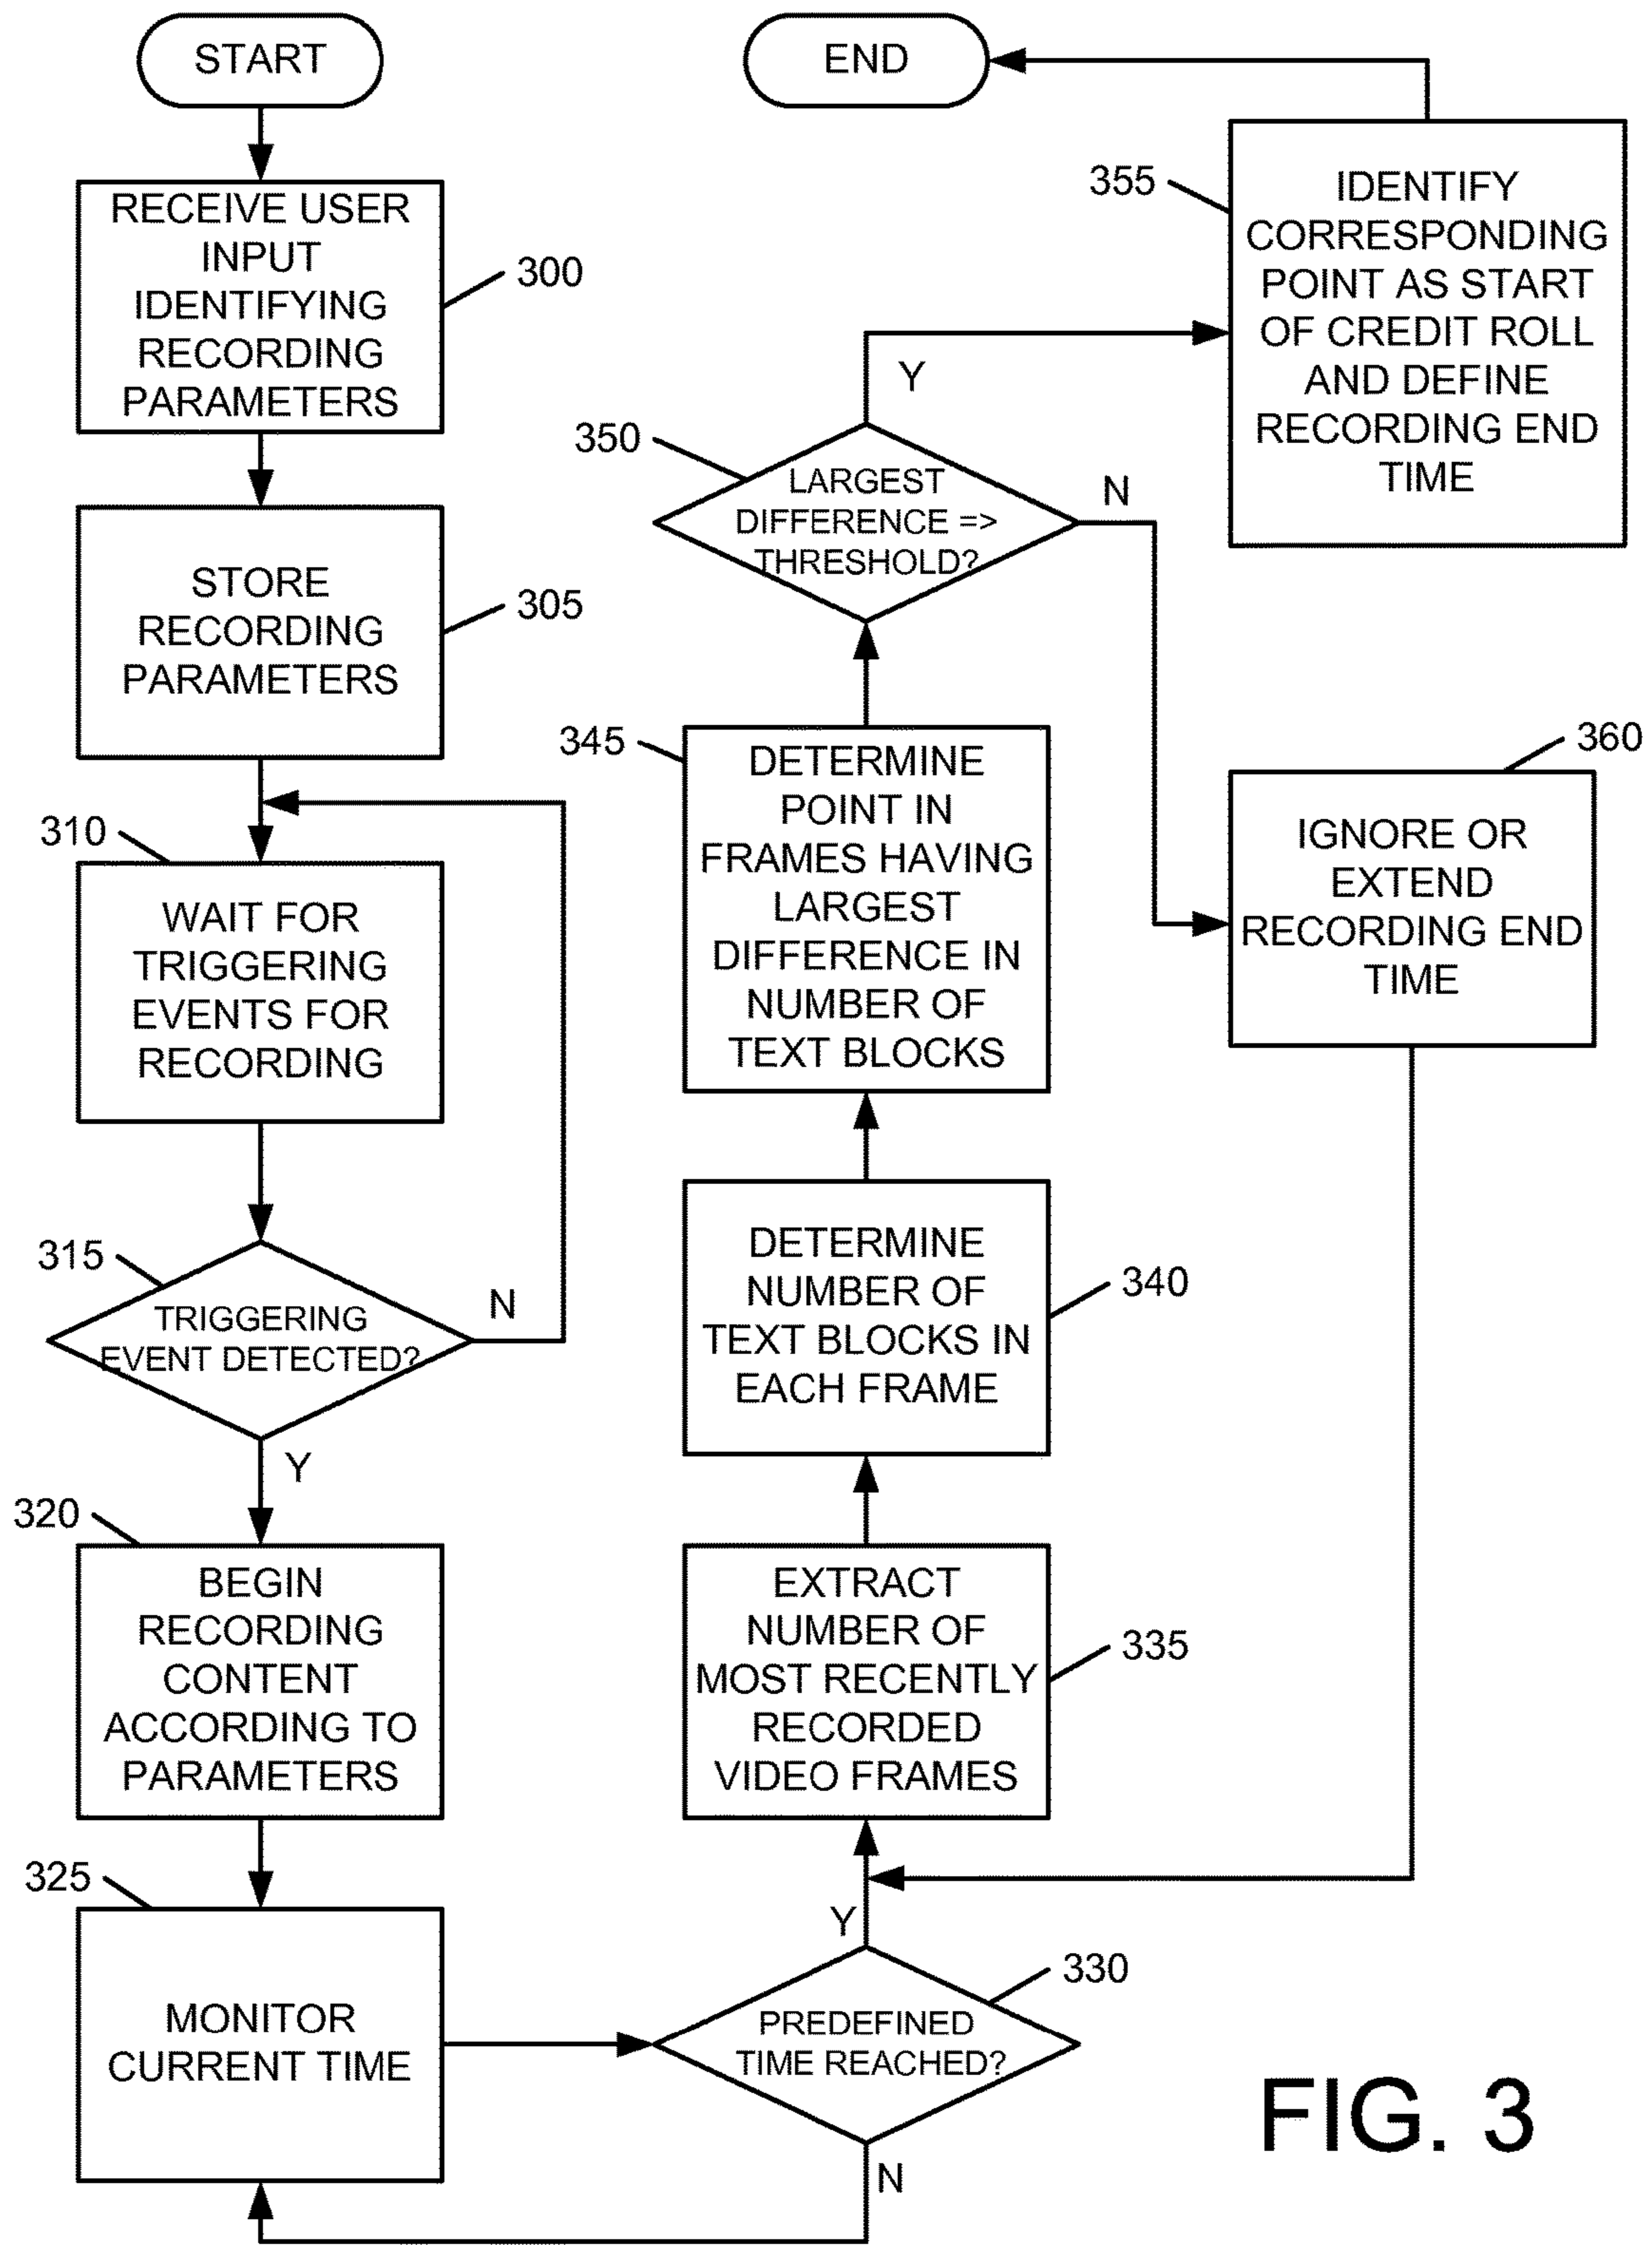 START
RECEIVE USER
INPUT
IDENTIFYING
RECORDING
PARAMETERS
300
STORE
RECORDING
PARAMETERS
305
310
WAIT FOR
TRIGGERING
EVENTS FOR
RECORDING
315
TRIGGERING
EVENT DETECTED?
N
Y
320
BEGIN
RECORDING
CONTENT
ACCORDING TO
PARAMETERS
325
MONITOR
CURRENT TIME
330
PREDEFINED
TIME REACHED?
N
Y
EXTRACT
NUMBER OF
MOST RECENTLY
RECORDED
VIDEO FRAMES
335
DETERMINE
NUMBER OF
TEXT BLOCKS IN
EACH FRAME
340
345
DETERMINE
POINT IN
FRAMES HAVING
LARGEST
DIFFERENCE IN
NUMBER OF
TEXT BLOCKS
350
LARGEST
DIFFERENCE =>
THRESHOLD?
Y
N
355
IDENTIFY
CORRESPONDING
POINT AS START
OF CREDIT ROLL
AND DEFINE
RECORDING END
TIME
END
360
IGNORE OR
EXTEND
RECORDING END
TIME
FIG. 3